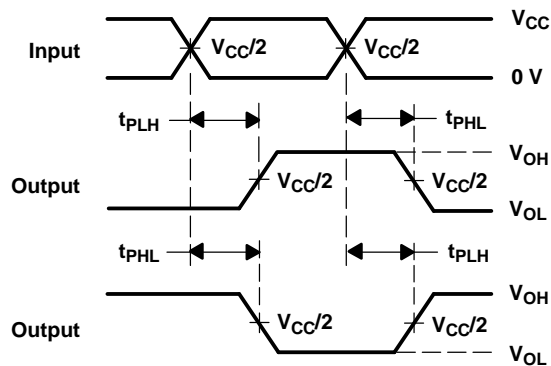 V_CC
Input V_CC/2 V_CC/2
0 V
t_PLH t_PHL
V_OH
Output V_CC/2 V_CC/2
V_OL
t_PHL t_PLH
V_OH
Output V_CC/2 V_CC/2
V_OL